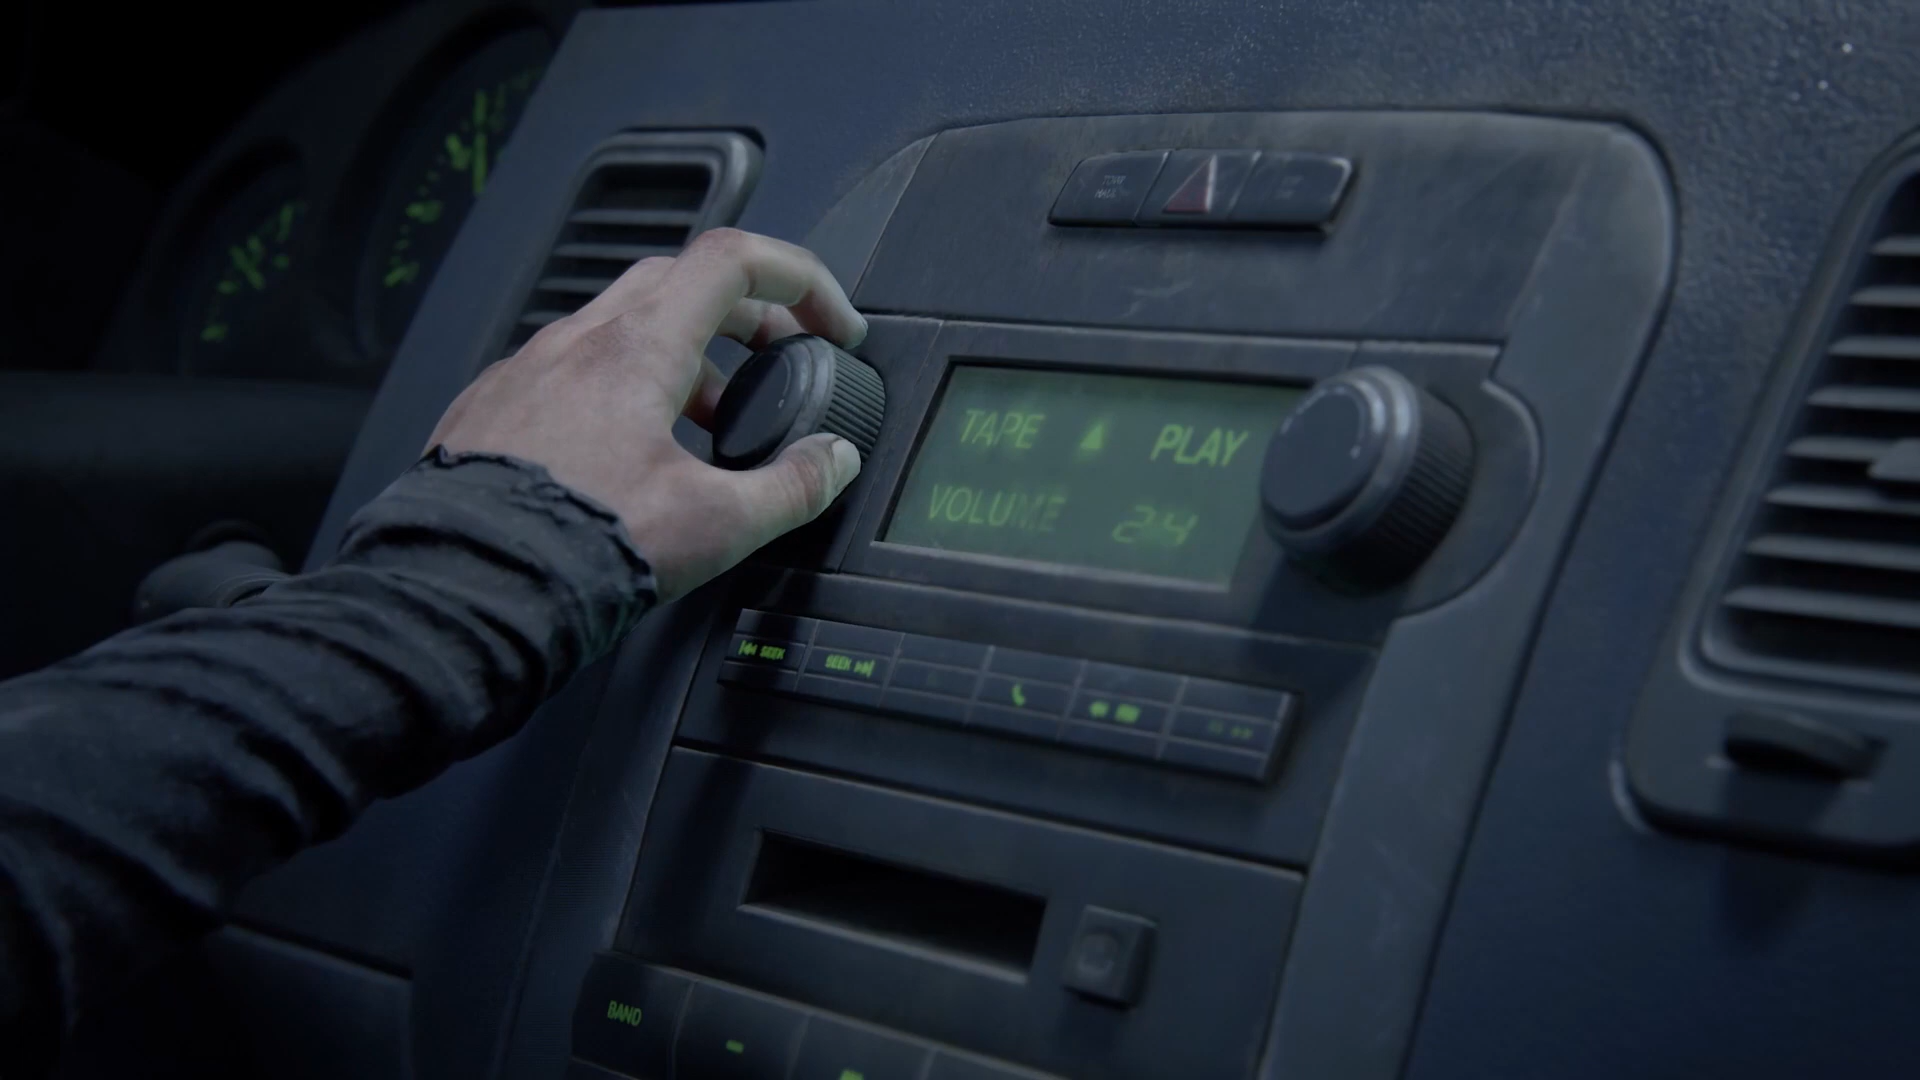 TAPE ▲ PLAY
VOLUME 24
⏮ SEEK
SEEK ⏭
BAND